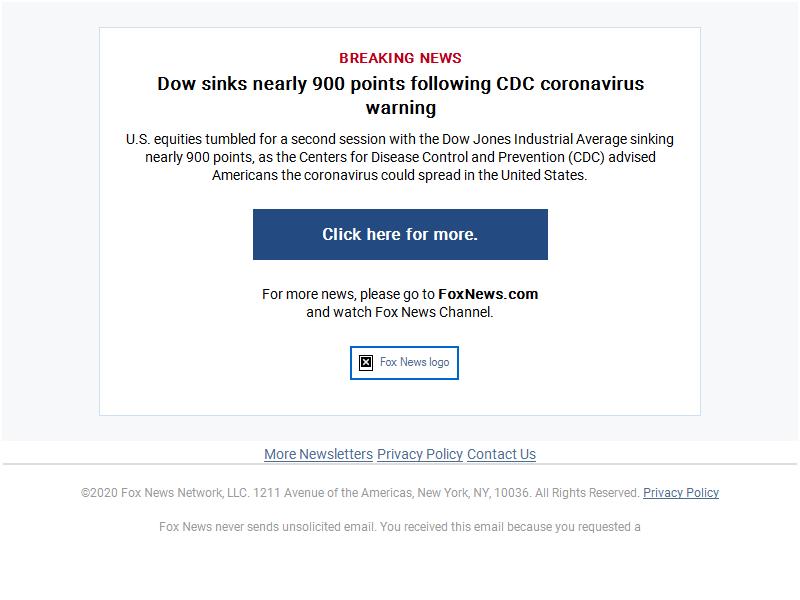 BREAKING NEWS
Dow sinks nearly 900 points following CDC coronavirus
warning
U.S. equities tumbled for a second session with the Dow Jones Industrial Average sinking
nearly 900 points, as the Centers for Disease Control and Prevention (CDC) advised
Americans the coronavirus could spread in the United States.
Click here for more.
For more news, please go to FoxNews.com
and watch Fox News Channel.
Fox News logo
More Newsletters Privacy Policy Contact Us
©2020 Fox News Network, LLC. 1211 Avenue of the Americas, New York, NY, 10036. All Rights Reserved. Privacy Policy
Fox News never sends unsolicited email. You received this email because you requested a